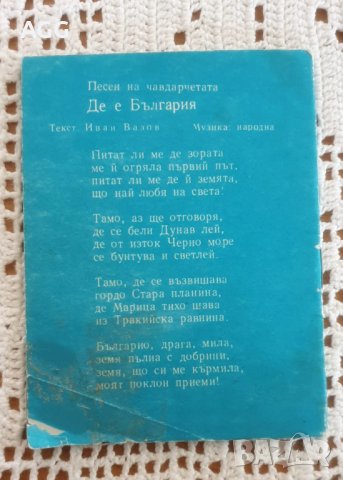 AGC
Песен на чавдарчетата
Де е България
Текст: Иван Вазов Музика: народна
Питат ли ме де зората
ме й огряла първий път,
питат ли ме де й земята,
що най любя на света!
Тамо, аз ще отговоря,
де се бели Дунав лей,
де от изток Черно море
се бунтува и светлей.
Тамо, де се възвишава
гордо Стара планина,
де Марица тихо шава
из Тракийска равнина.
Българио, драга, мила,
земя пълна с добрини,
земя, що си ме кърмила,
моят поклон приеми!
BAZAR